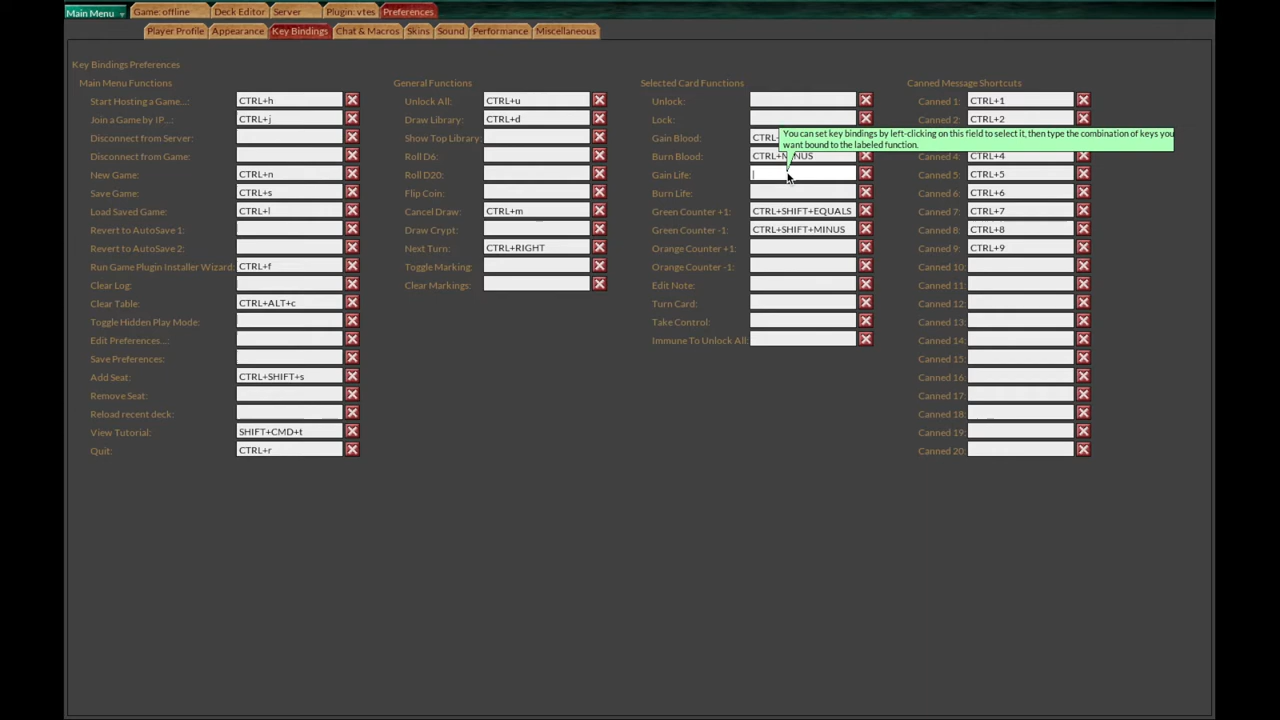 Main Menu Game: offline Deck Editor Server Plugin: vtes Preferences
Player Profile Appearance Key Bindings Chat & Macros Skins Sound Performance Miscellaneous
Key Bindings Preferences
Main Menu Functions
Start Hosting a Game...: CTRL+h
Join a Game by IP...: CTRL+j
Disconnect from Server:
Disconnect from Game:
New Game: CTRL+n
Save Game: CTRL+s
Load Saved Game: CTRL+l
Revert to AutoSave 1:
Revert to AutoSave 2:
Run Game Plugin Installer Wizard: CTRL+f
Clear Log:
Clear Table: CTRL+ALT+c
Toggle Hidden Play Mode:
Edit Preferences...:
Save Preferences:
Add Seat: CTRL+SHIFT+s
Remove Seat:
Reload recent deck:
View Tutorial: SHIFT+CMD+t
Quit: CTRL+r
General Functions
Unlock All: CTRL+u
Draw Library: CTRL+d
Show Top Library:
Roll D6:
Roll D20:
Flip Coin:
Cancel Draw: CTRL+m
Draw Crypt:
Next Turn: CTRL+RIGHT
Toggle Marking:
Clear Markings:
Selected Card Functions
Unlock:
Lock:
Gain Blood: CTRL+
Burn Blood: CTRL+MINUS
Gain Life:
Burn Life:
Green Counter +1: CTRL+SHIFT+EQUALS
Green Counter -1: CTRL+SHIFT+MINUS
Orange Counter +1:
Orange Counter -1:
Edit Note:
Turn Card:
Take Control:
Immune To Unlock All:
You can set key bindings by left-clicking on this field to select it, then type the combination of keys you
want bound to the labeled function.
Canned Message Shortcuts
Canned 1: CTRL+1
Canned 2: CTRL+2
Canned 4: CTRL+4
Canned 5: CTRL+5
Canned 6: CTRL+6
Canned 7: CTRL+7
Canned 8: CTRL+8
Canned 9: CTRL+9
Canned 10:
Canned 11:
Canned 12:
Canned 13:
Canned 14:
Canned 15:
Canned 16:
Canned 17:
Canned 18:
Canned 19:
Canned 20: